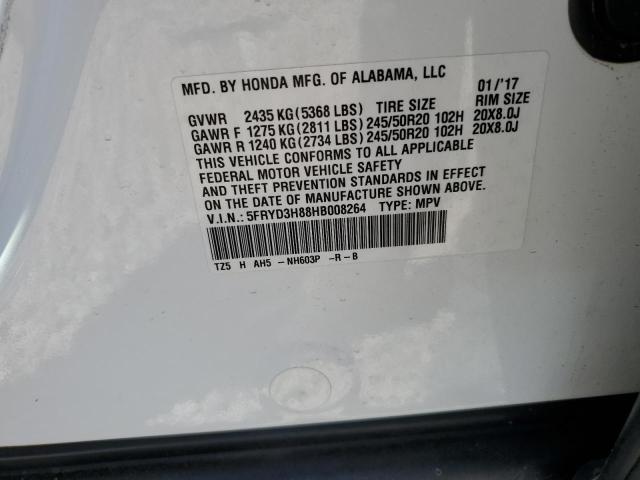 MFD. BY HONDA MFG. OF ALABAMA, LLC 01/'17
GVWR 2435 KG(5368 LBS) TIRE SIZE RIM SIZE
GAWR F 1275 KG(2811 LBS) 245/50R20 102H 20X8.0J
GAWR R 1240 KG(2734 LBS) 245/50R20 102H 20X8.0J
THIS VEHICLE CONFORMS TO ALL APPLICABLE
FEDERAL MOTOR VEHICLE SAFETY
AND THEFT PREVENTION STANDARDS IN EFFECT
ON THE DATE OF MANUFACTURE SHOWN ABOVE.
V.I.N.: 5FRYD3H88HB008264 TYPE: MPV
TZ5 H AH5 - NH603P -R-B